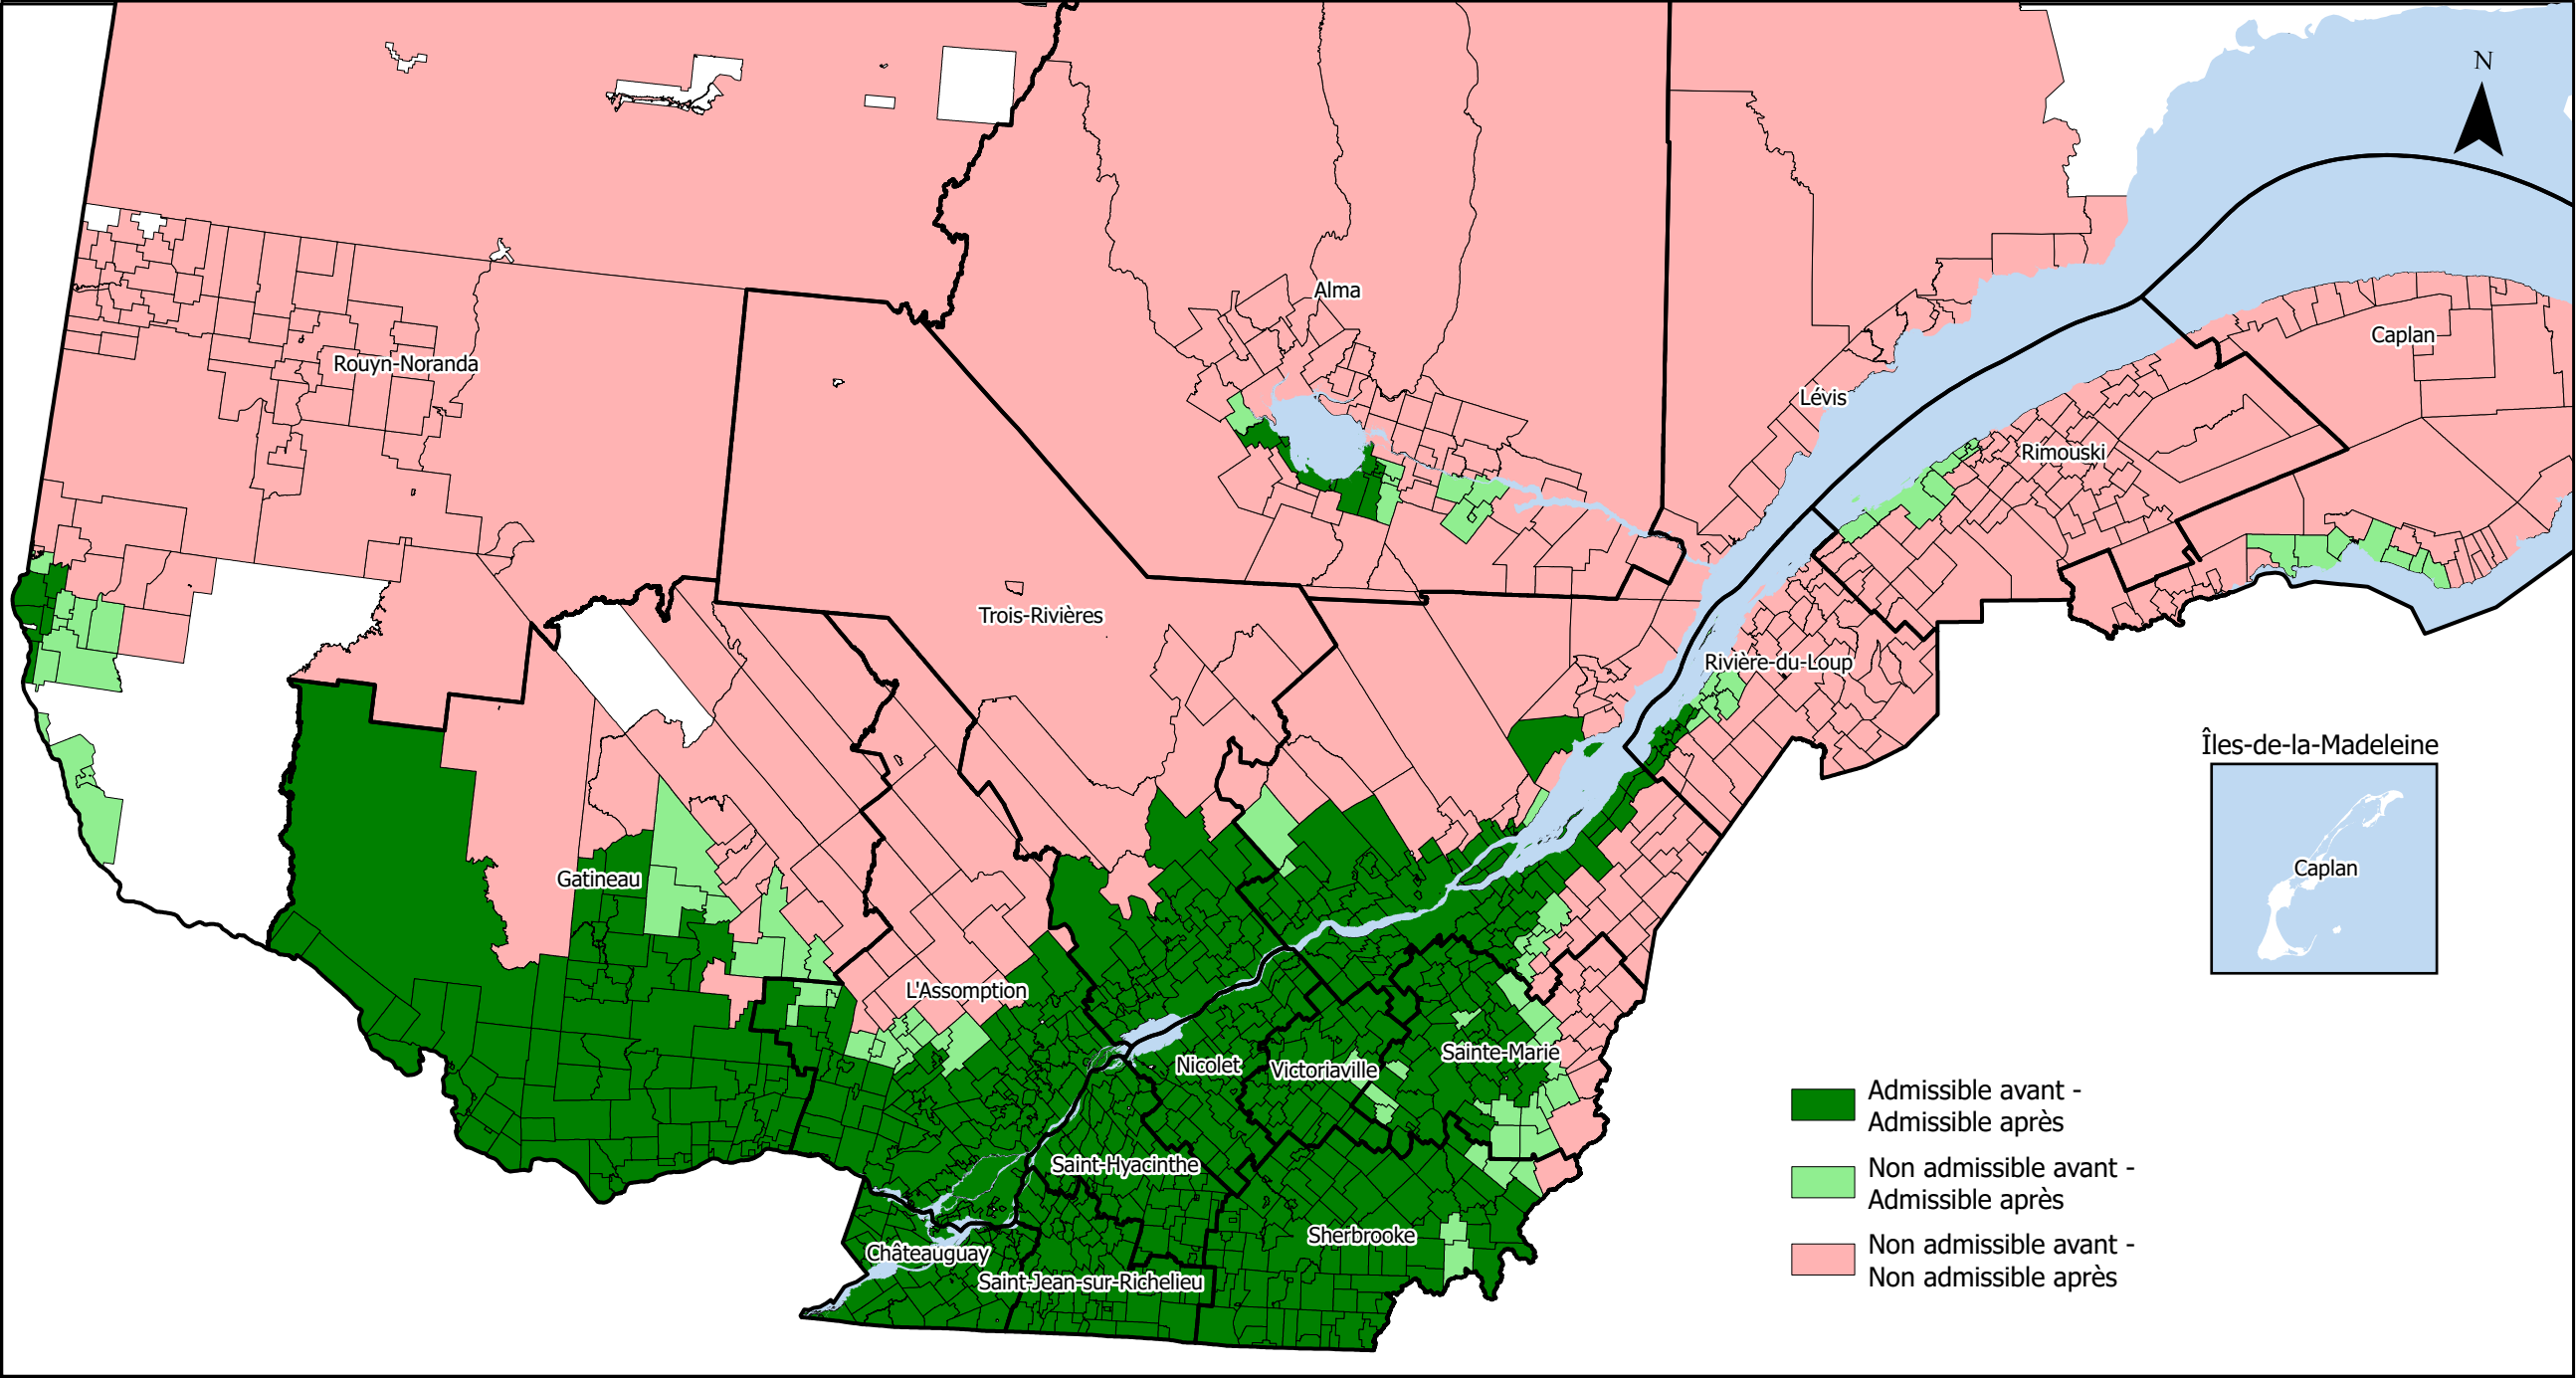 N
Alma
Caplan
Rouyn-Noranda
Lévis
Rimouski
Trois-Rivières
Rivière-du-Loup
Îles-de-la-Madeleine
Caplan
Gatineau
L'Assomption
Nicolet
Victoriaville
Sainte-Marie
Saint-Hyacinthe
Sherbrooke
Châteauguay
Saint-Jean-sur-Richelieu
Admissible avant -
Admissible après
Non admissible avant -
Admissible après
Non admissible avant -
Non admissible après